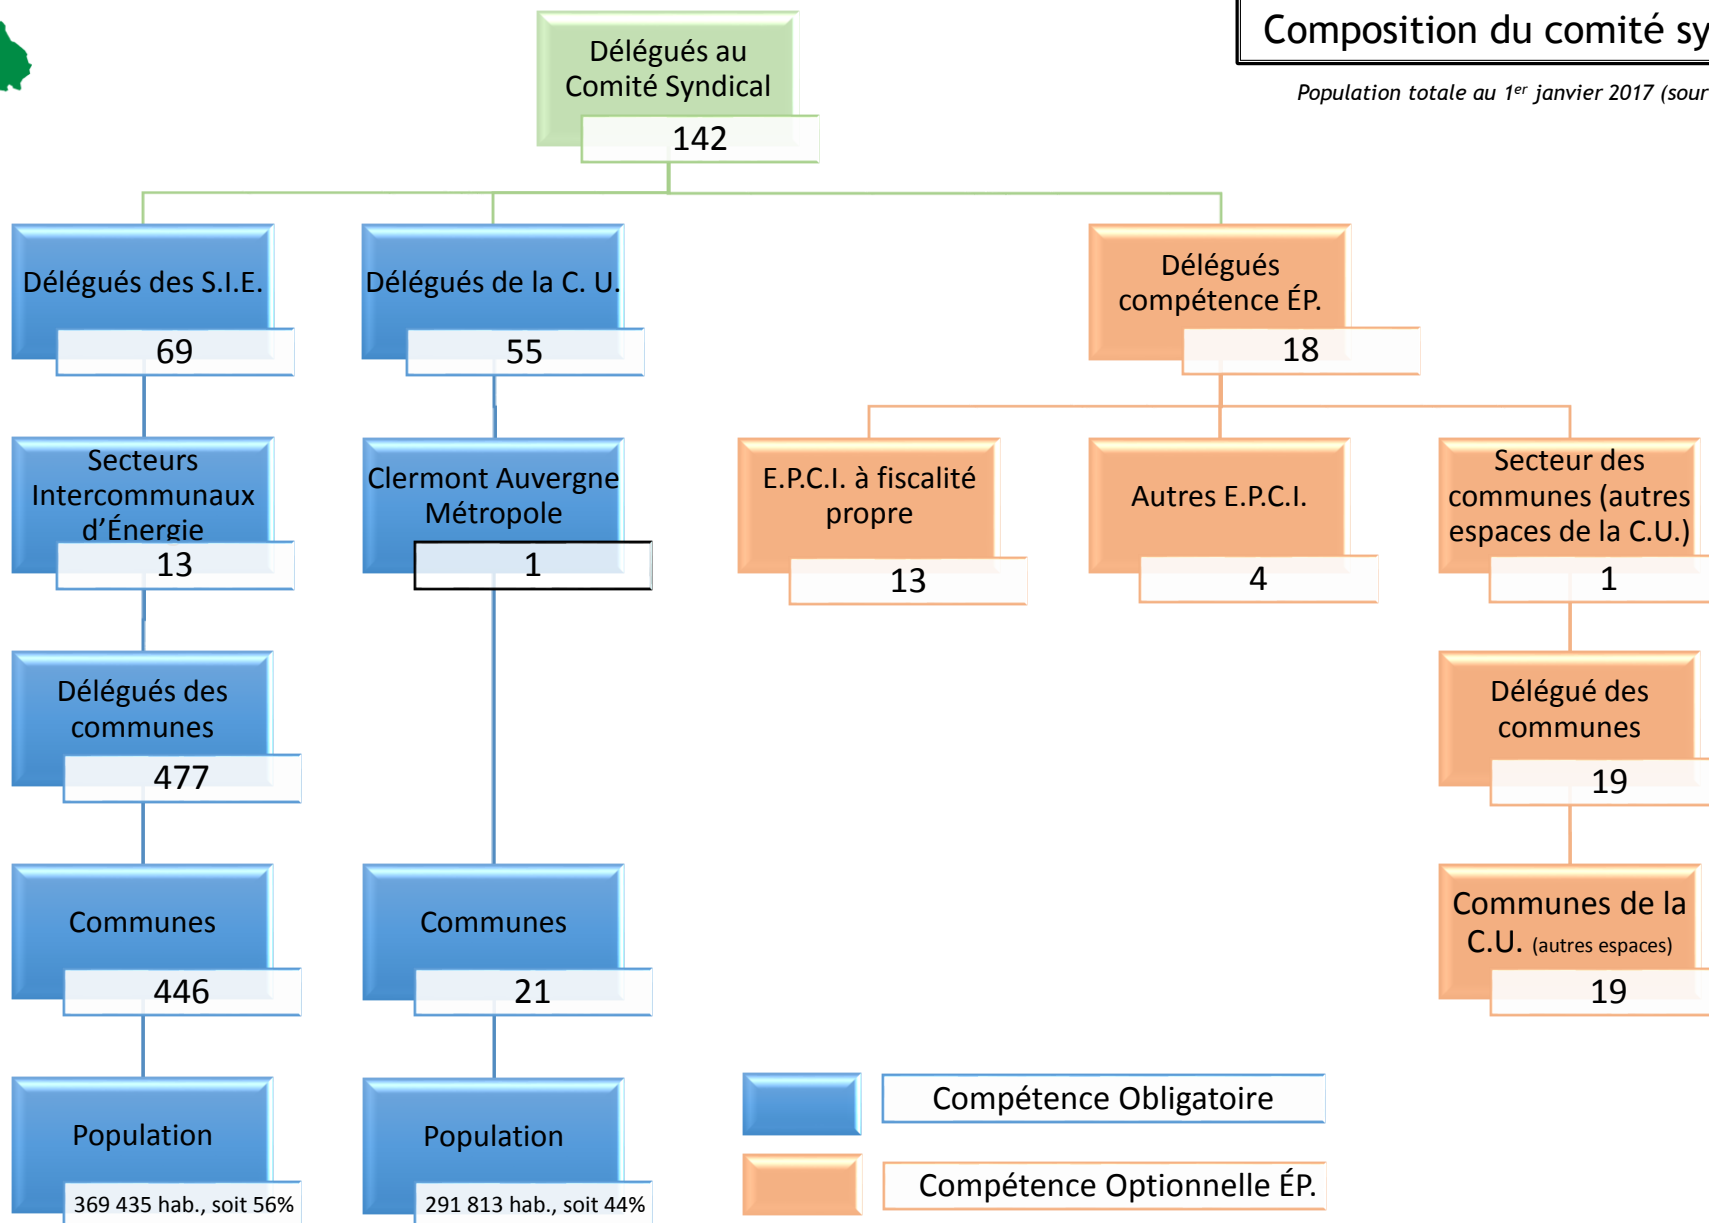 Composition du comité sy
Population totale au 1er janvier 2017 (sour
Délégués au
Comité Syndical
142
Délégués des S.I.E.
69
Délégués de la C. U.
55
Délégués
compétence ÉP.
18
Secteurs
Intercommunaux
d’Énergie
13
Clermont Auvergne
Métropole
1
E.P.C.I. à fiscalité
propre
13
Autres E.P.C.I.
4
Secteur des
communes (autres
espaces de la C.U.)
1
Délégués des
communes
477
Délégué des
communes
19
Communes
446
Communes
21
Communes de la
C.U. (autres espaces)
19
Population
369 435 hab., soit 56%
Population
291 813 hab., soit 44%
Compétence Obligatoire
Compétence Optionnelle ÉP.